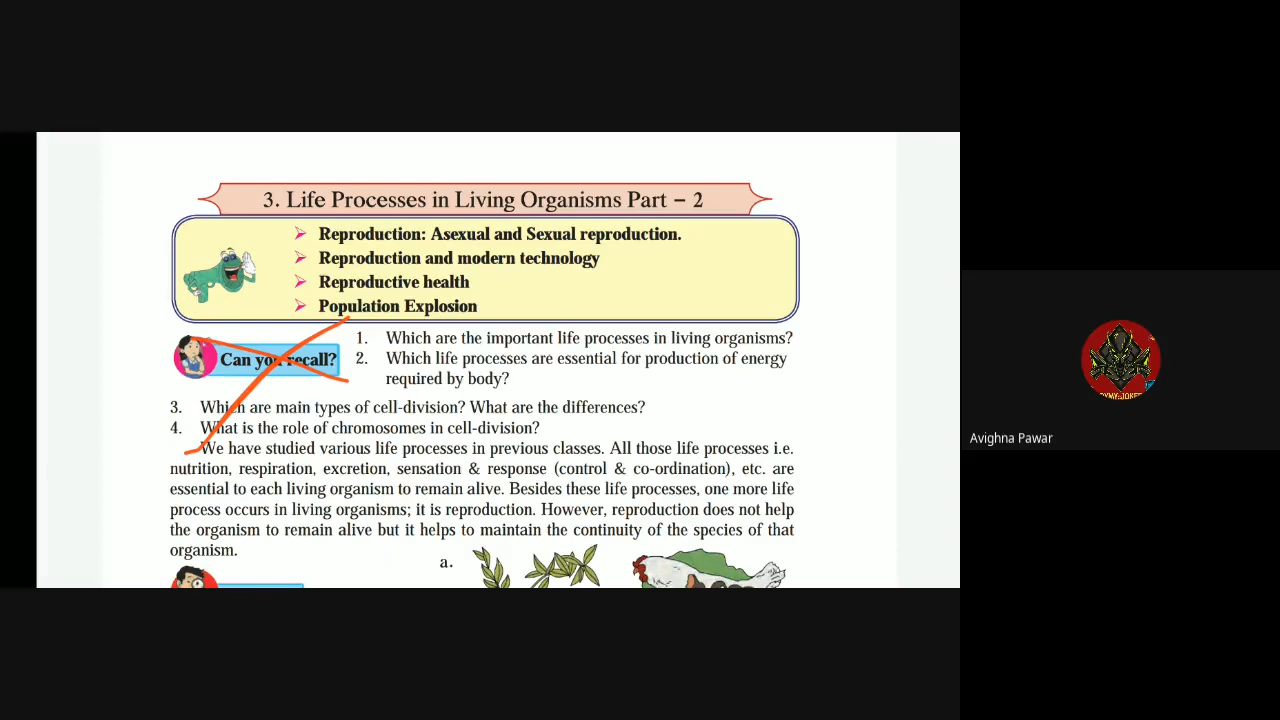 3. Life Processes in Living Organisms Part – 2
Reproduction: Asexual and Sexual reproduction.
Reproduction and modern technology
Reproductive health
Population Explosion
Can you recall?
1. Which are the important life processes in living organisms?
2. Which life processes are essential for production of energy
required by body?
3. Which are main types of cell-division? What are the differences?
4. What is the role of chromosomes in cell-division?
We have studied various life processes in previous classes. All those life processes i.e.
nutrition, respiration, excretion, sensation & response (control & co-ordination), etc. are
essential to each living organism to remain alive. Besides these life processes, one more life
process occurs in living organisms; it is reproduction. However, reproduction does not help
the organism to remain alive but it helps to maintain the continuity of the species of that
organism.
a.
Avighna Pawar